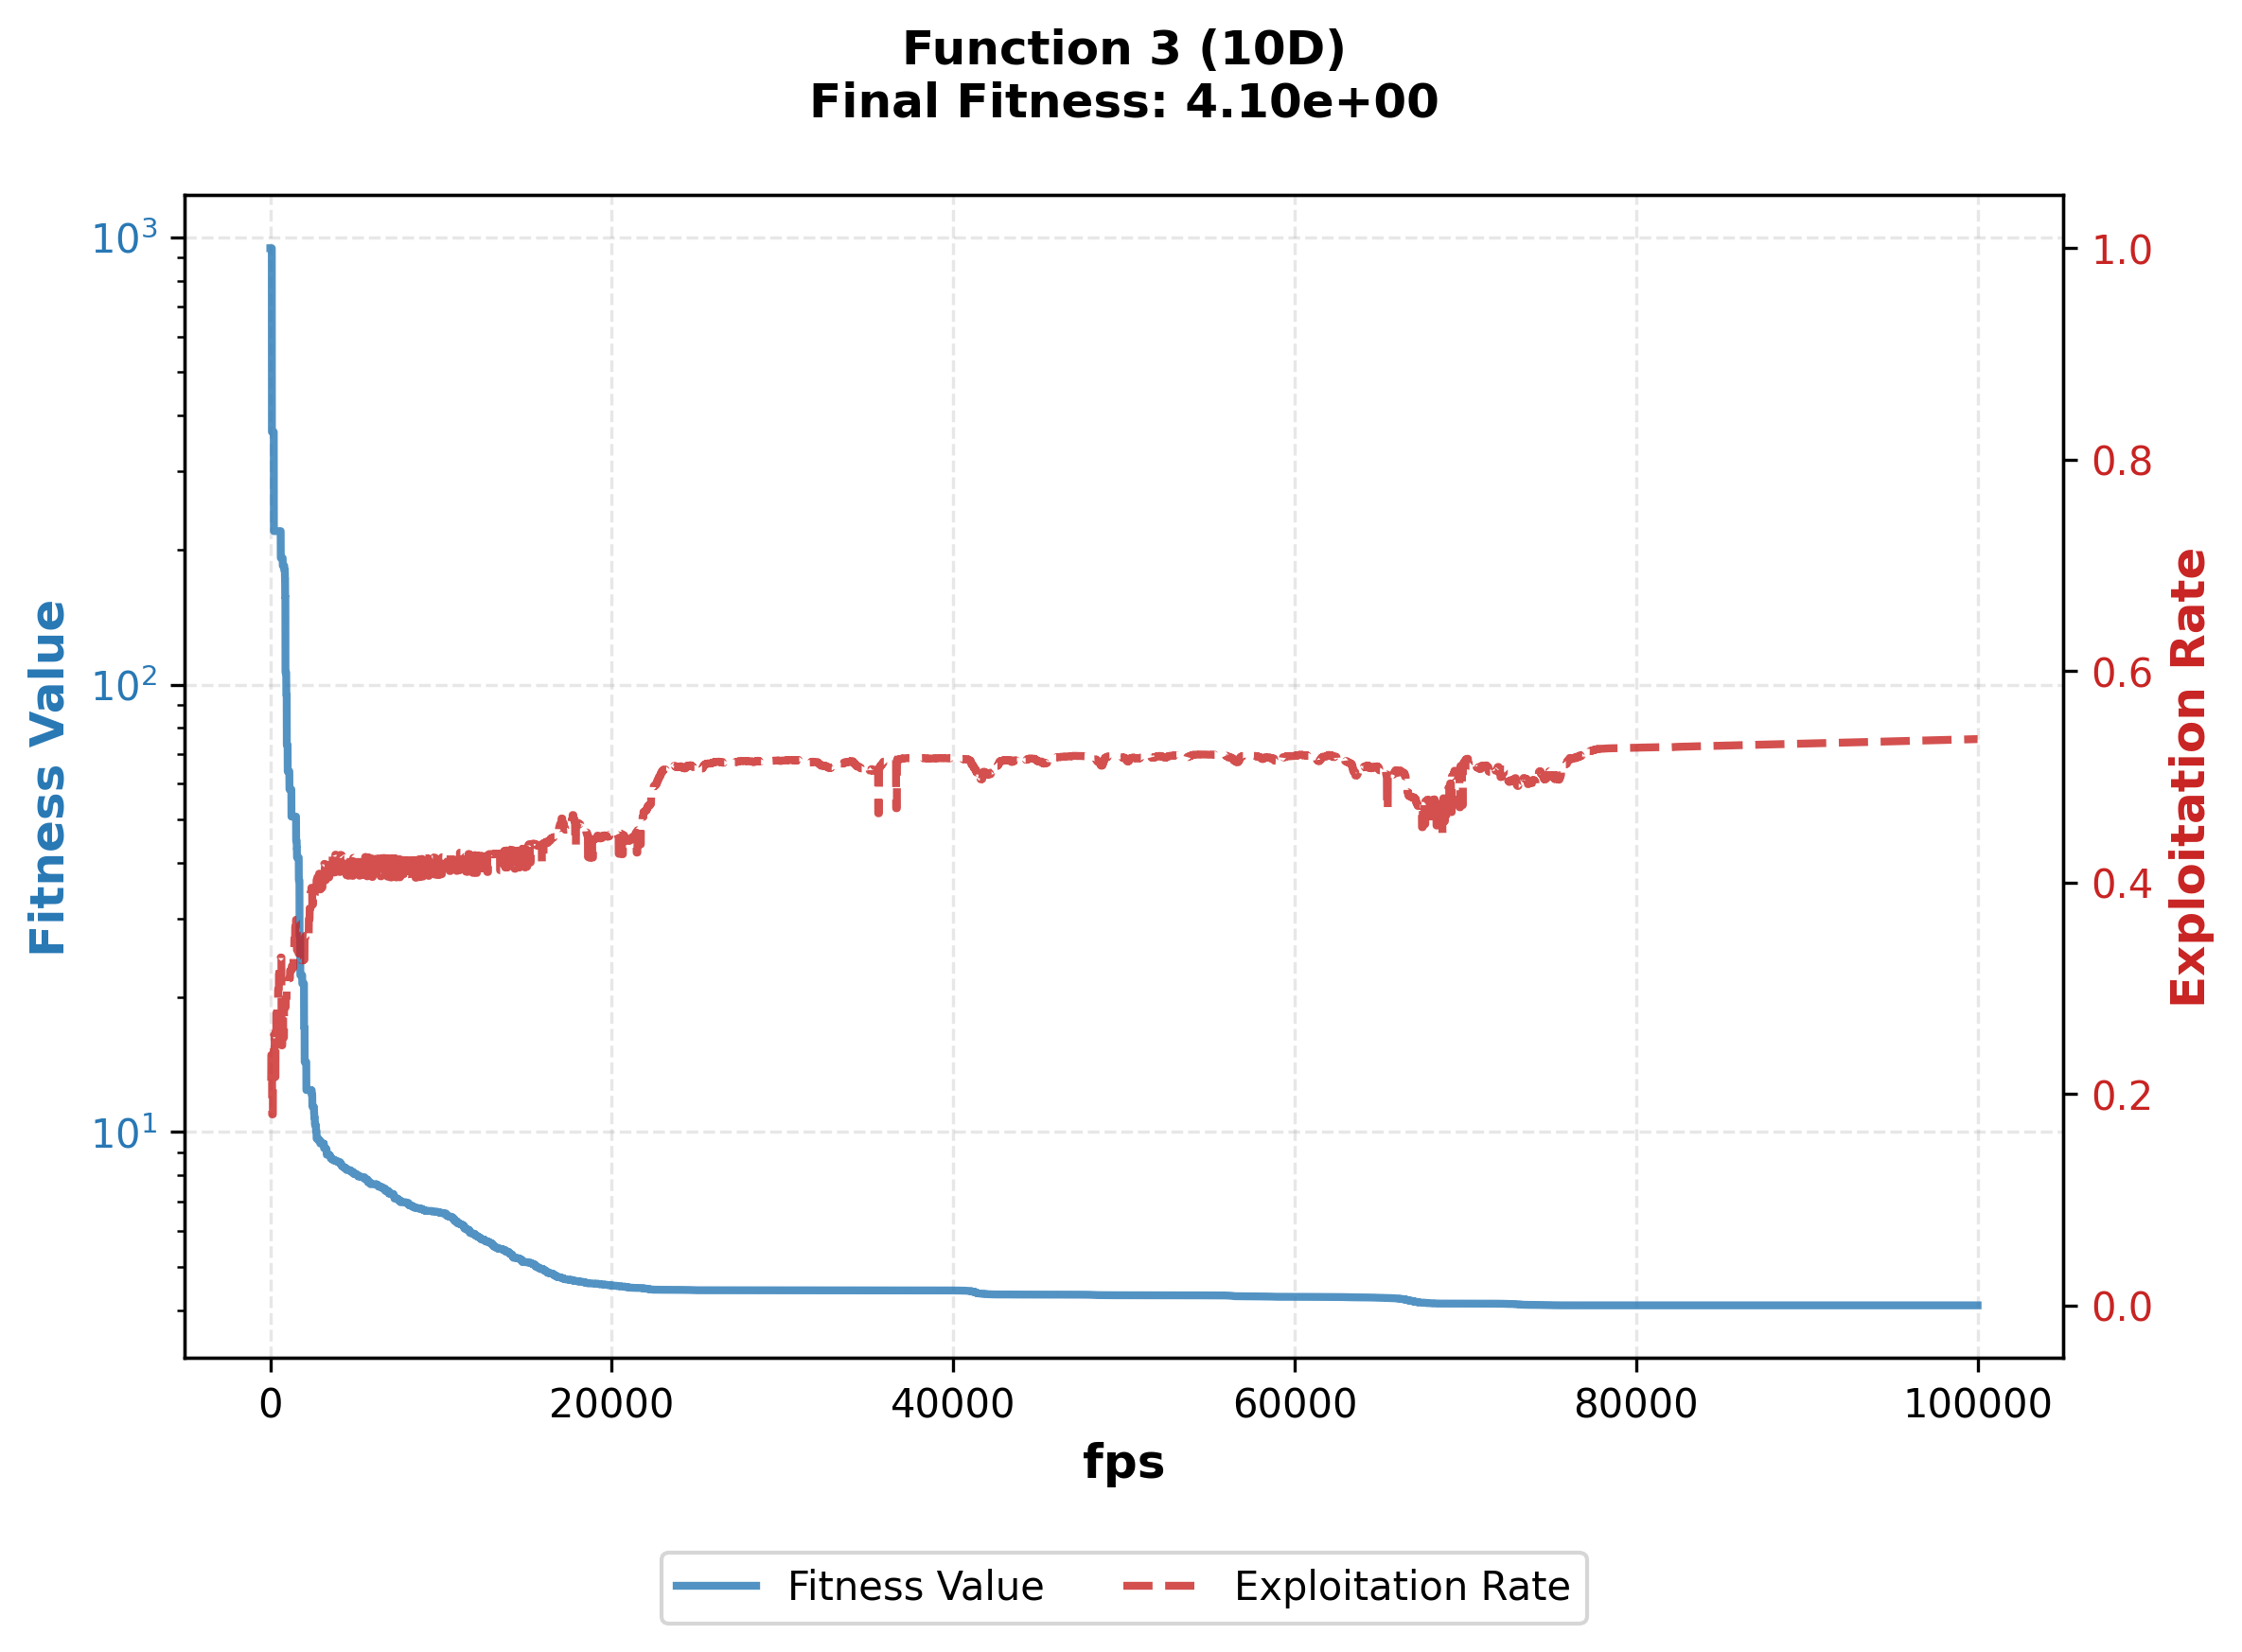 Function 3 (10D)
Final Fitness: 4.10e+00
Fitness Value
10³
10²
10¹
1.0
0.8
0.6
0.4
0.2
0.0
Exploitation Rate
0 20000 40000 60000 80000 100000
fps
Fitness Value Exploitation Rate